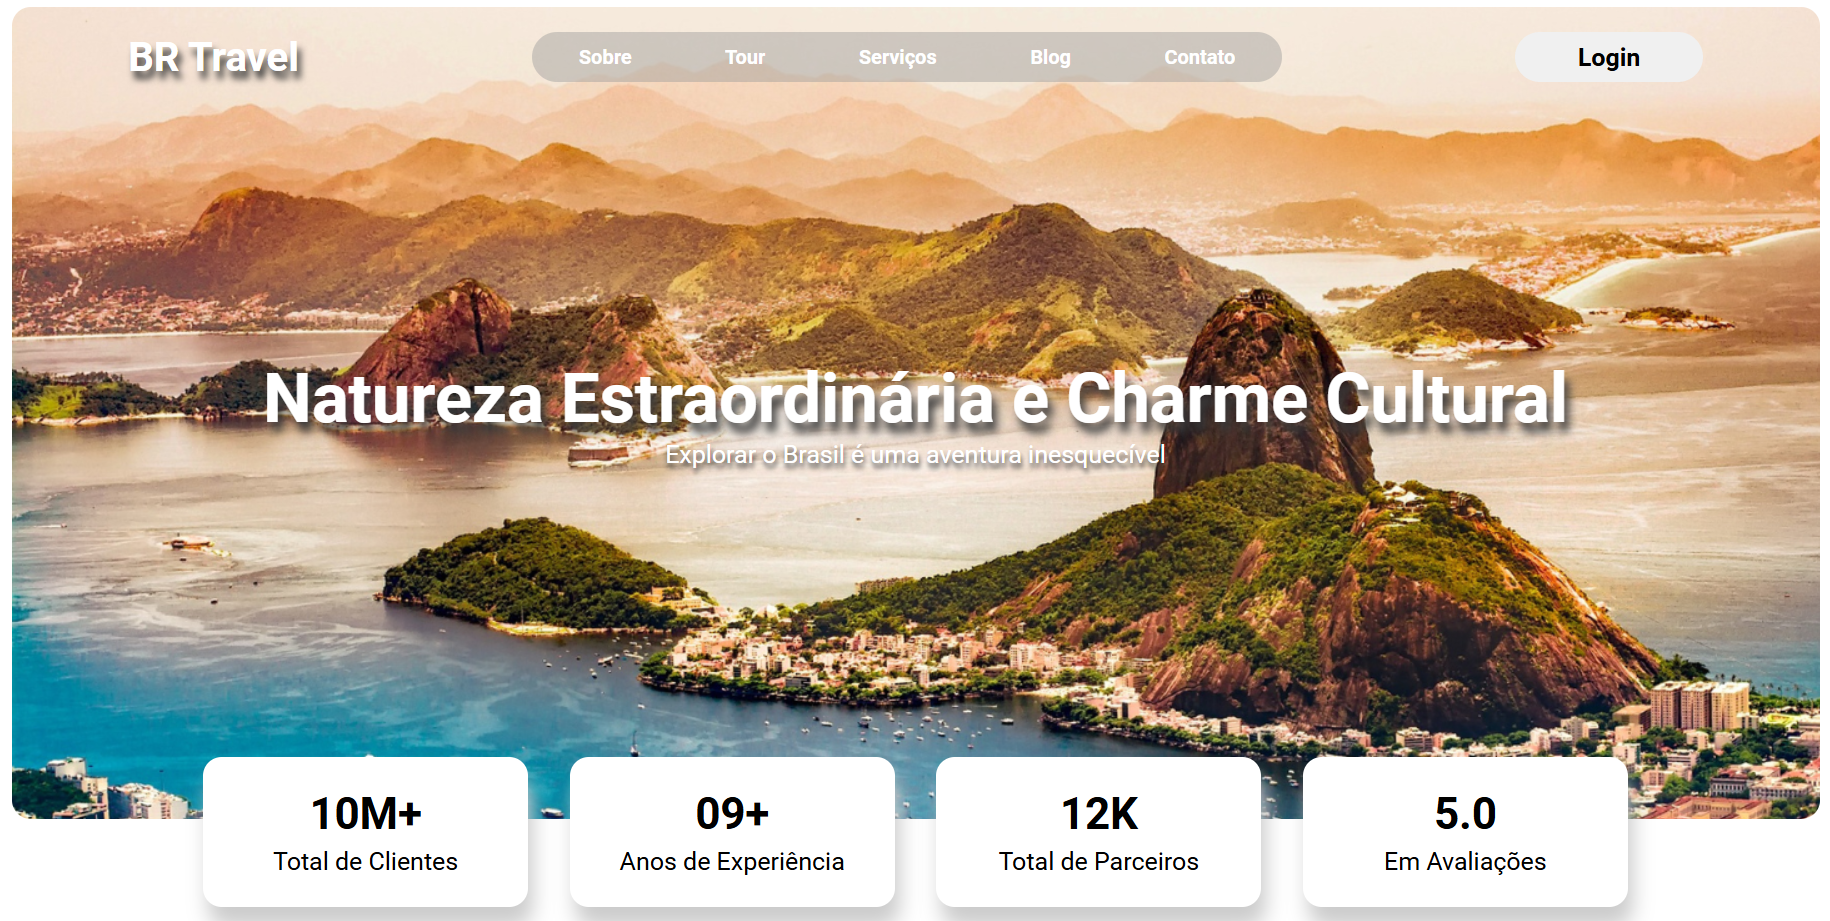 BR Travel
Sobre Tour Serviços Blog Contato
Login
Natureza Estraordinária e Charme Cultural
Explorar o Brasil é uma aventura inesquecível
10M+
Total de Clientes
09+
Anos de Experiência
12K
Total de Parceiros
5.0
Em Avaliações